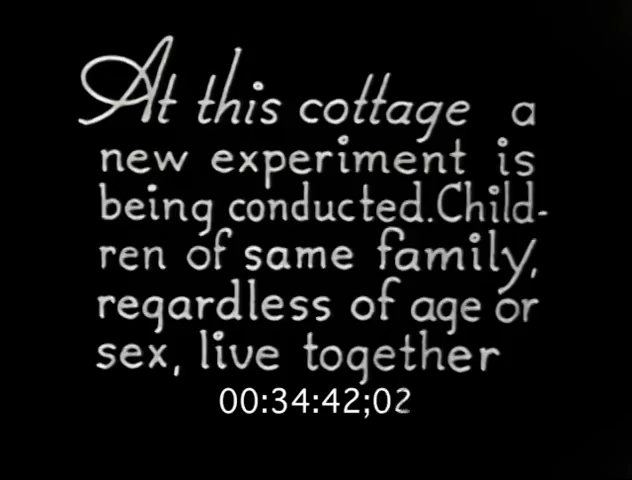 At this cottage a
new experiment is
being conducted. Child-
ren of same family,
regardless of age or
sex, live together
00:34:42;02